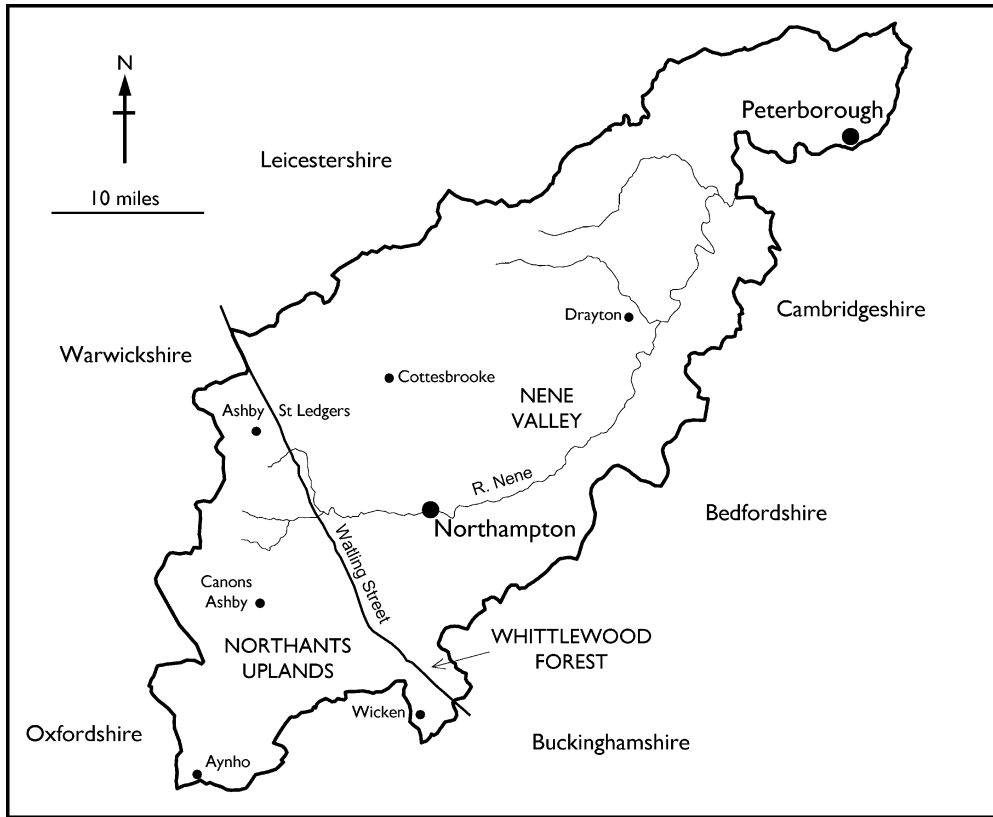 N
Peterborough
Leicestershire
10 miles
Drayton
Cambridgeshire
Warwickshire
Cottesbrooke
NENE
VALLEY
Ashby St Ledgers
R. Nene
Bedfordshire
Northampton
Watling Street
Canons
Ashby
NORTHANTS
UPLANDS
WHITTLEWOOD
FOREST
Wicken
Oxfordshire
Buckinghamshire
Aynho